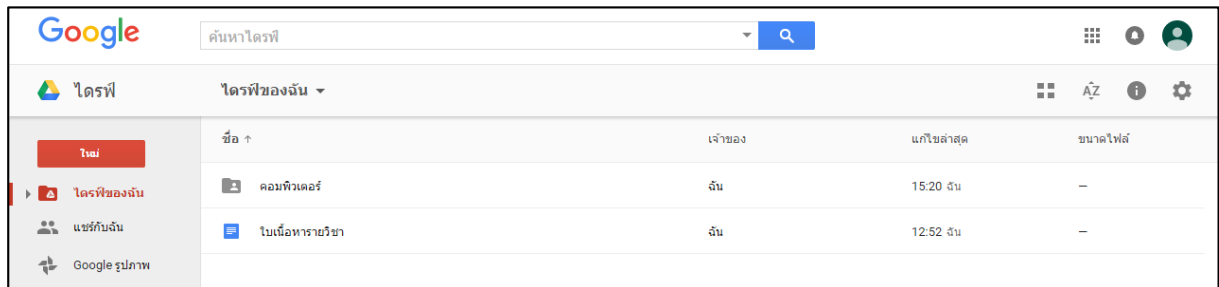 Google ค้นหาไดรฟ์
ไดรฟ์ ไดรฟ์ของฉัน AZ
ใหม่ ชื่อ ↑ เจ้าของ แก้ไขล่าสุด ขนาดไฟล์
ไดรฟ์ของฉัน คอมพิวเตอร์ ฉัน 15:20 ฉัน —
แชร์กับฉัน ใบเนื้อหารายวิชา ฉัน 12:52 ฉัน —
Google รูปภาพ